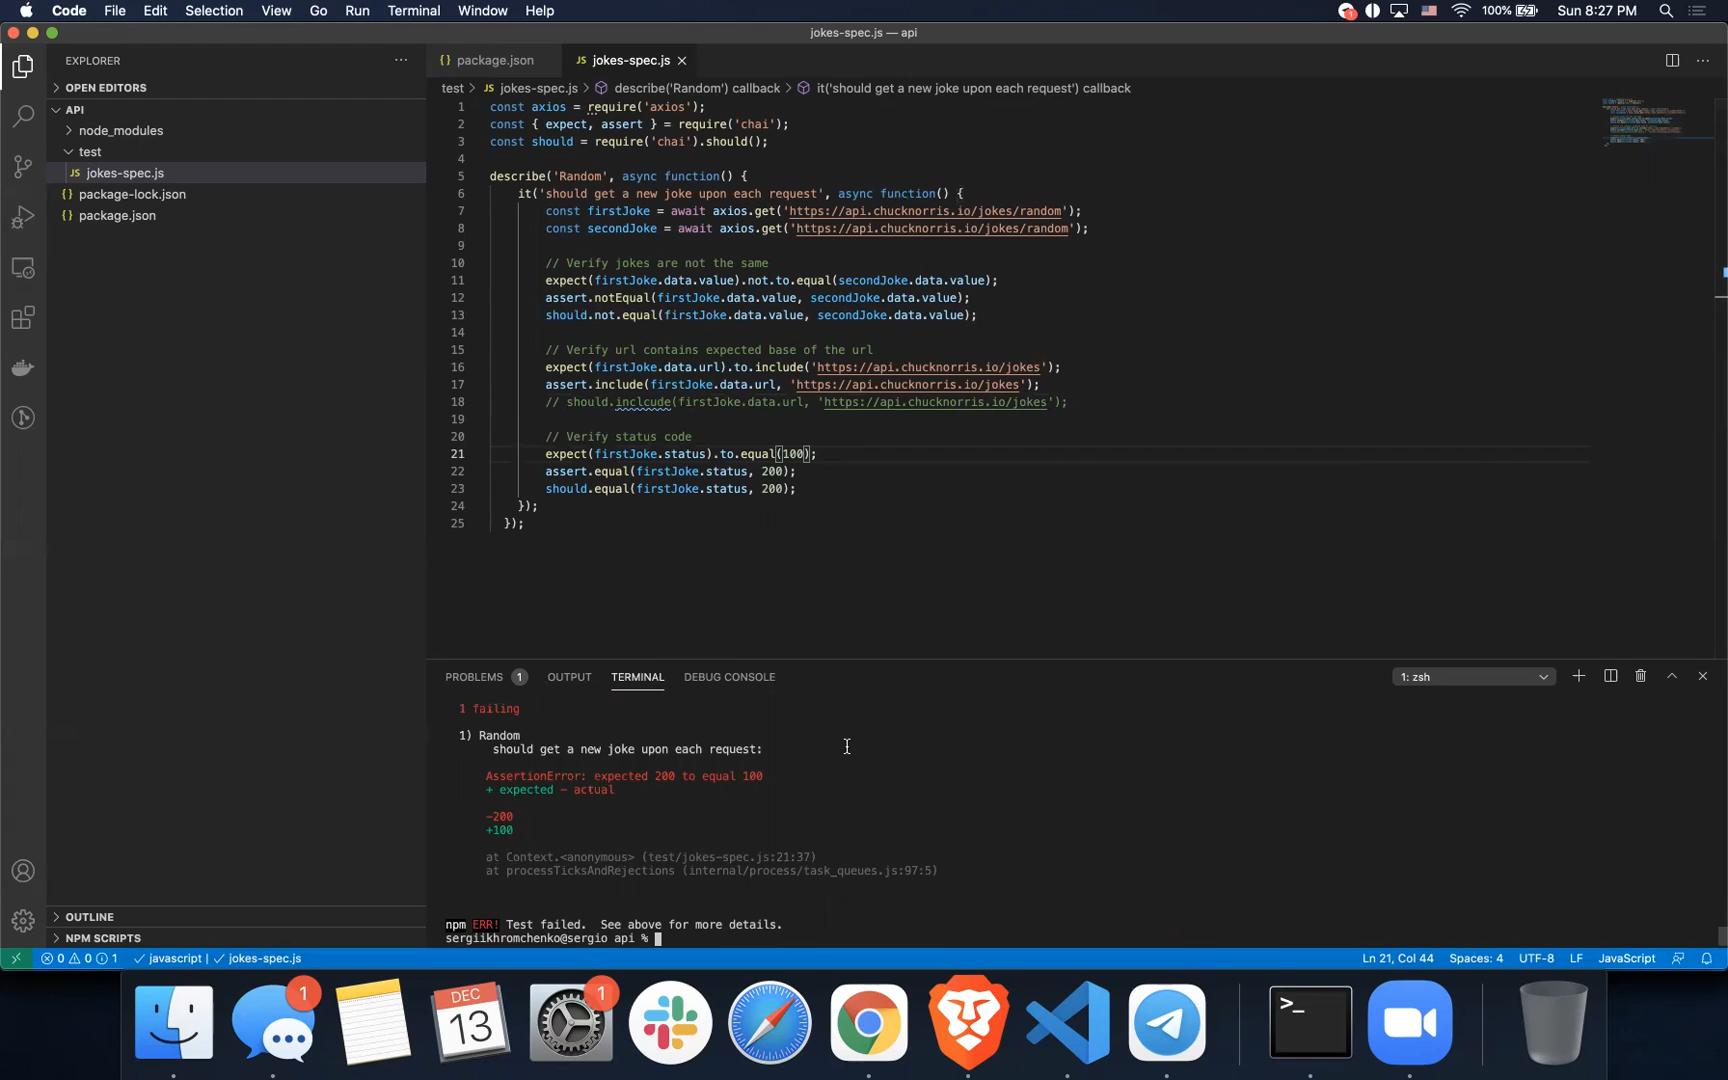 Code File Edit Selection View Go Run Terminal Window Help 1 100% Sun 8:27 PM
jokes-spec.js — api
EXPLORER ...
OPEN EDITORS
API
node_modules
test
JS jokes-spec.js
{} package-lock.json
{} package.json
OUTLINE
NPM SCRIPTS
{} package.json JS jokes-spec.js ...
test > JS jokes-spec.js > describe('Random') callback > it('should get a new joke upon each request') callback
1 const axios = require('axios');
2 const { expect, assert } = require('chai');
3 const should = require('chai').should();
4
5 describe('Random', async function() {
6 it('should get a new joke upon each request', async function() {
7 const firstJoke = await axios.get('https://api.chucknorris.io/jokes/random');
8 const secondJoke = await axios.get('https://api.chucknorris.io/jokes/random');
9
10 // Verify jokes are not the same
11 expect(firstJoke.data.value).not.to.equal(secondJoke.data.value);
12 assert.notEqual(firstJoke.data.value, secondJoke.data.value);
13 should.not.equal(firstJoke.data.value, secondJoke.data.value);
14
15 // Verify url contains expected base of the url
16 expect(firstJoke.data.url).to.include('https://api.chucknorris.io/jokes');
17 assert.include(firstJoke.data.url, 'https://api.chucknorris.io/jokes');
18 // should.inclcude(firstJoke.data.url, 'https://api.chucknorris.io/jokes');
19
20 // Verify status code
21 expect(firstJoke.status).to.equal(100);
22 assert.equal(firstJoke.status, 200);
23 should.equal(firstJoke.status, 200);
24 });
25 });
PROBLEMS 1 OUTPUT TERMINAL DEBUG CONSOLE 1: zsh
1 failing
1) Random
should get a new joke upon each request:
AssertionError: expected 200 to equal 100
+ expected - actual
-200
+100
at Context.<anonymous> (test/jokes-spec.js:21:37)
at processTicksAndRejections (internal/process/task_queues.js:97:5)
npm ERR! Test failed.  See above for more details.
sergiikhromchenko@sergio api %
0 0 1 javascript | jokes-spec.js Ln 21, Col 44 Spaces: 4 UTF-8 LF JavaScript
1 DEC 13 1 >_